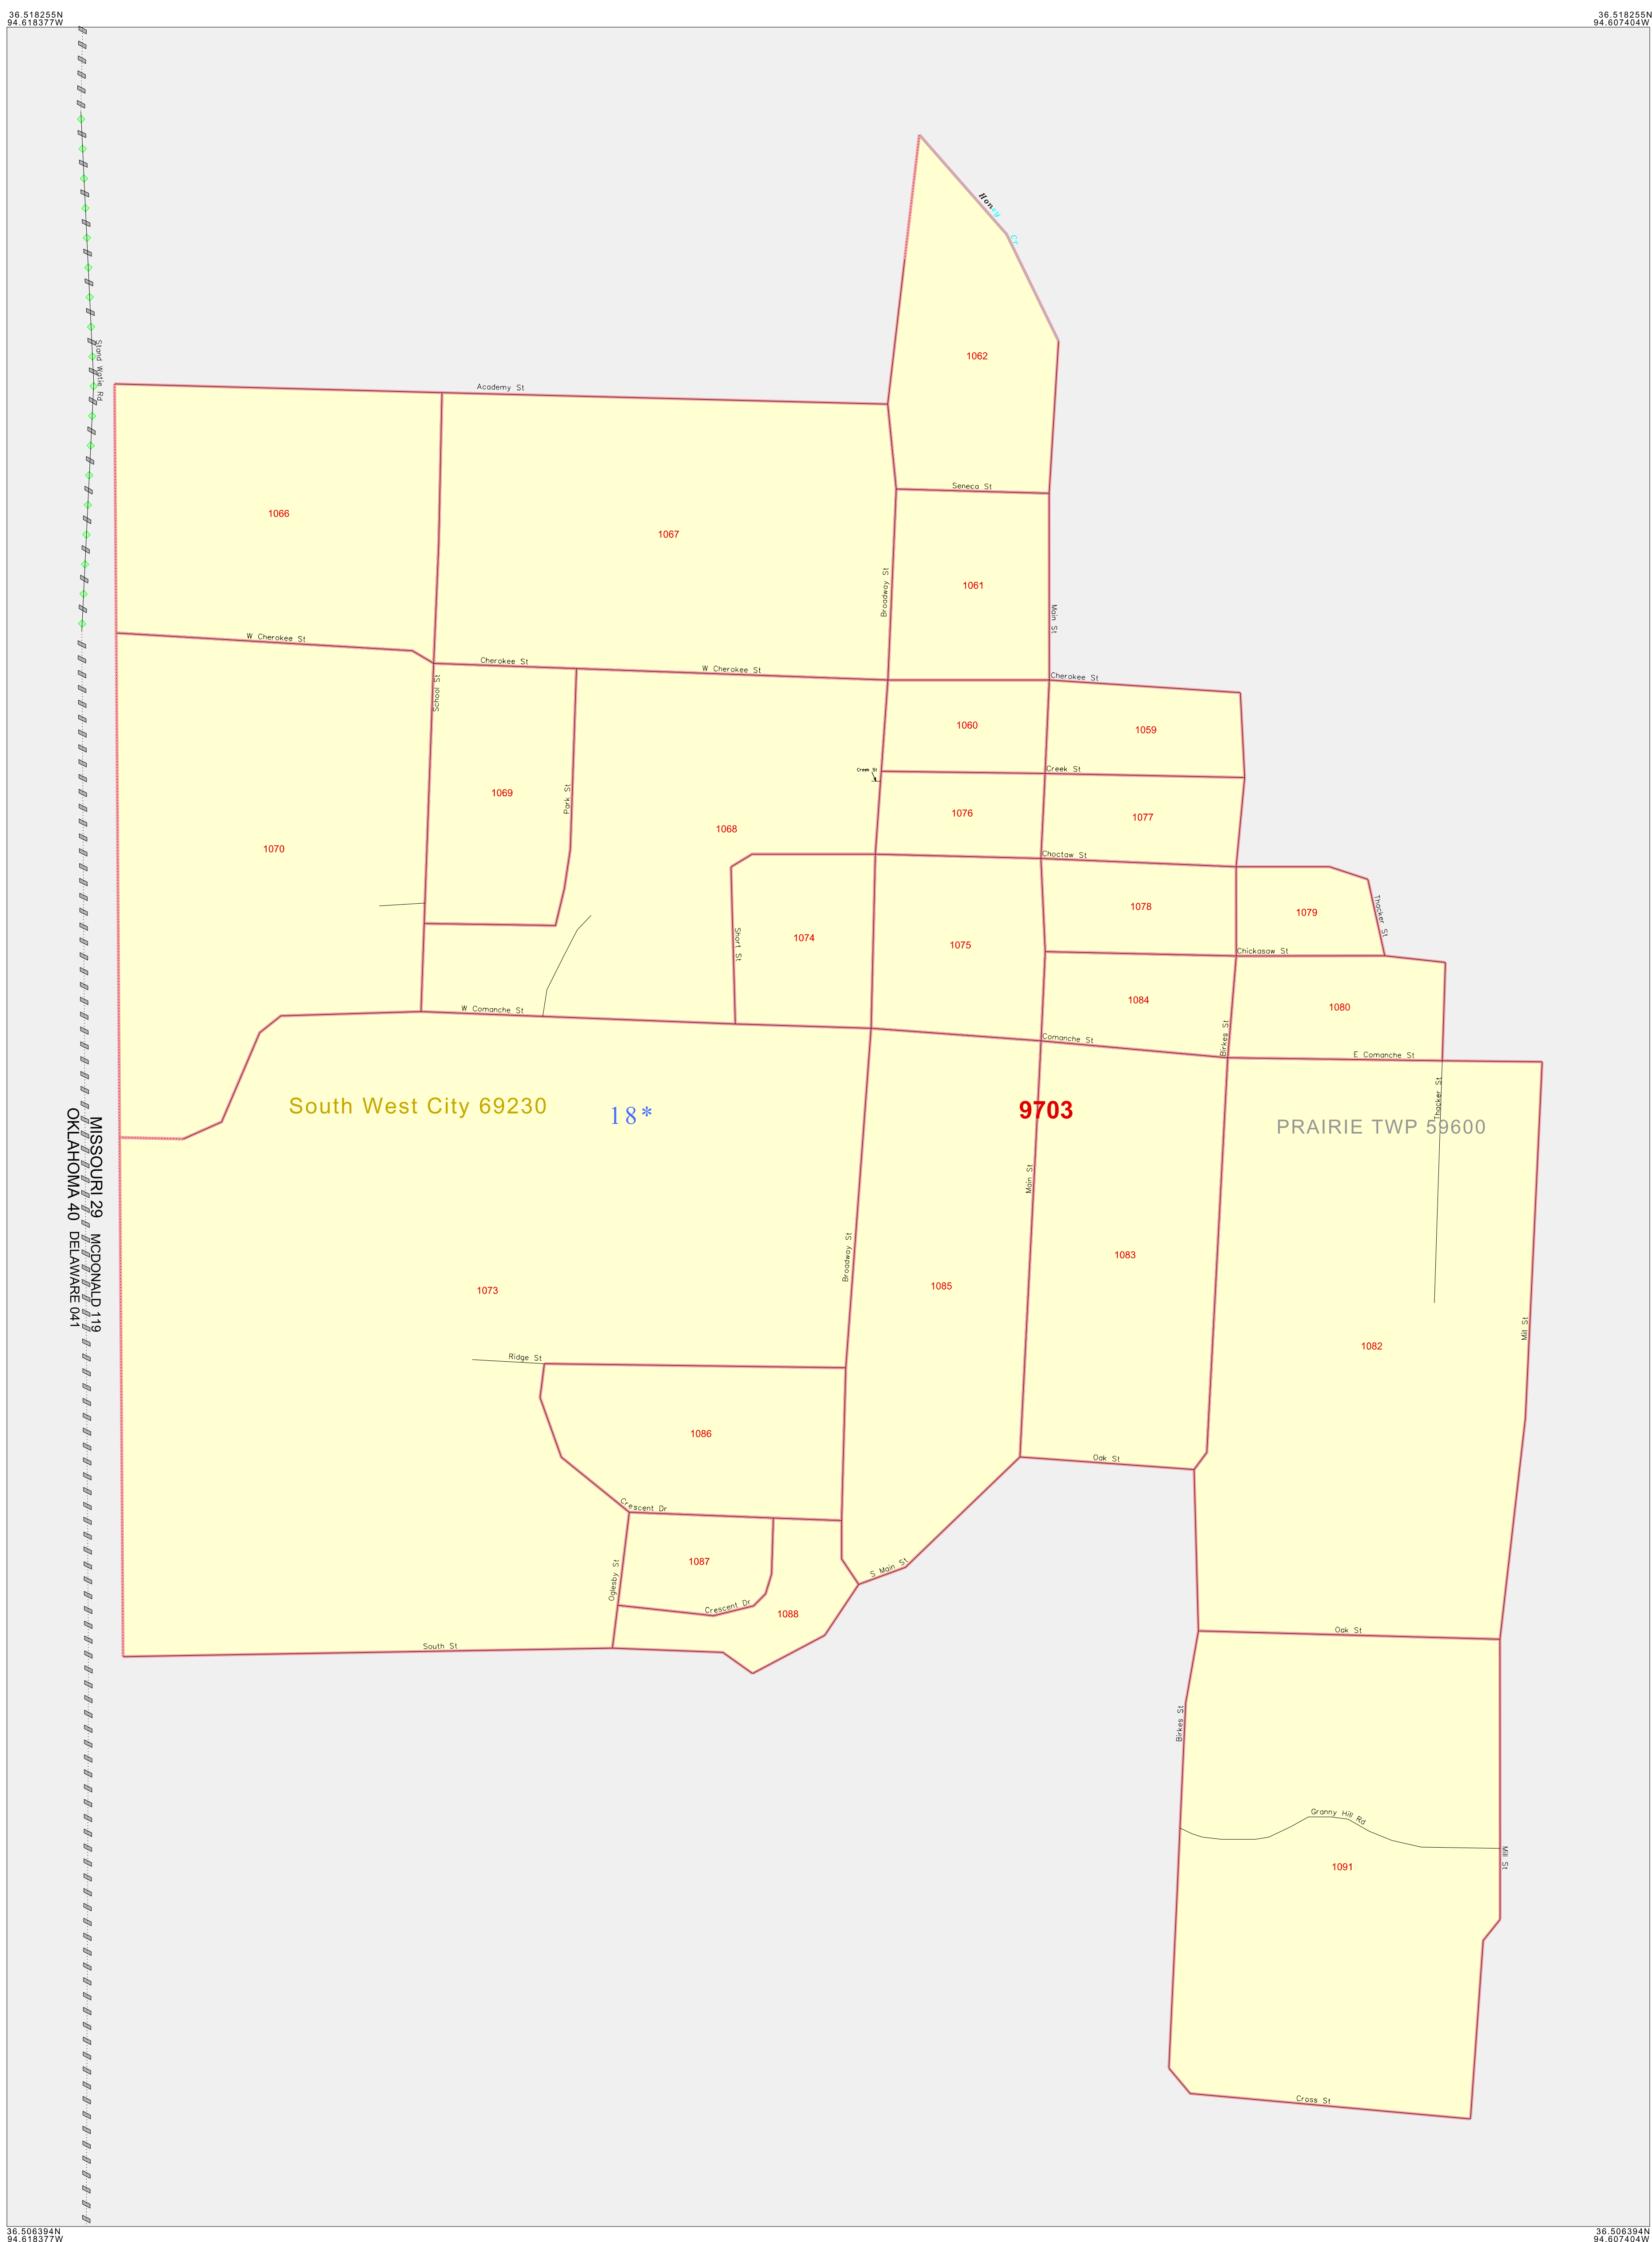 36.518255N
94.618377W
36.518255N
94.607404W
Honey Cr
1062
Stand Watie Rd
Academy St
Seneca St
1066
1067
1061
Broadway St
Main St
W Cherokee St
Cherokee St
W Cherokee St
Cherokee St
School St
1060
1059
Creek St
Creek St
1069
Park St
1068
1076
1077
1070
Choctaw St
1078
1079
Thacker St
Short St
1074
1075
Chickasaw St
1084
1080
W Comanche St
Comanche St
Birkes St
E Comanche St
South West City 69230
18*
9703
PRAIRIE TWP 59600
Thacker St
MISSOURI 29 MCDONALD 119
OKLAHOMA 40 DELAWARE 041
Main St
Broadway St
1083
1085
1073
Mill St
1082
Ridge St
1086
Oak St
Crescent Dr
1087
S Main St
Oglesby St
Crescent Dr
1088
South St
Oak St
Birkes St
Granny Hill Rd
Mill St
1091
Cross St
36.506394N
94.618377W
36.506394N
94.607404W